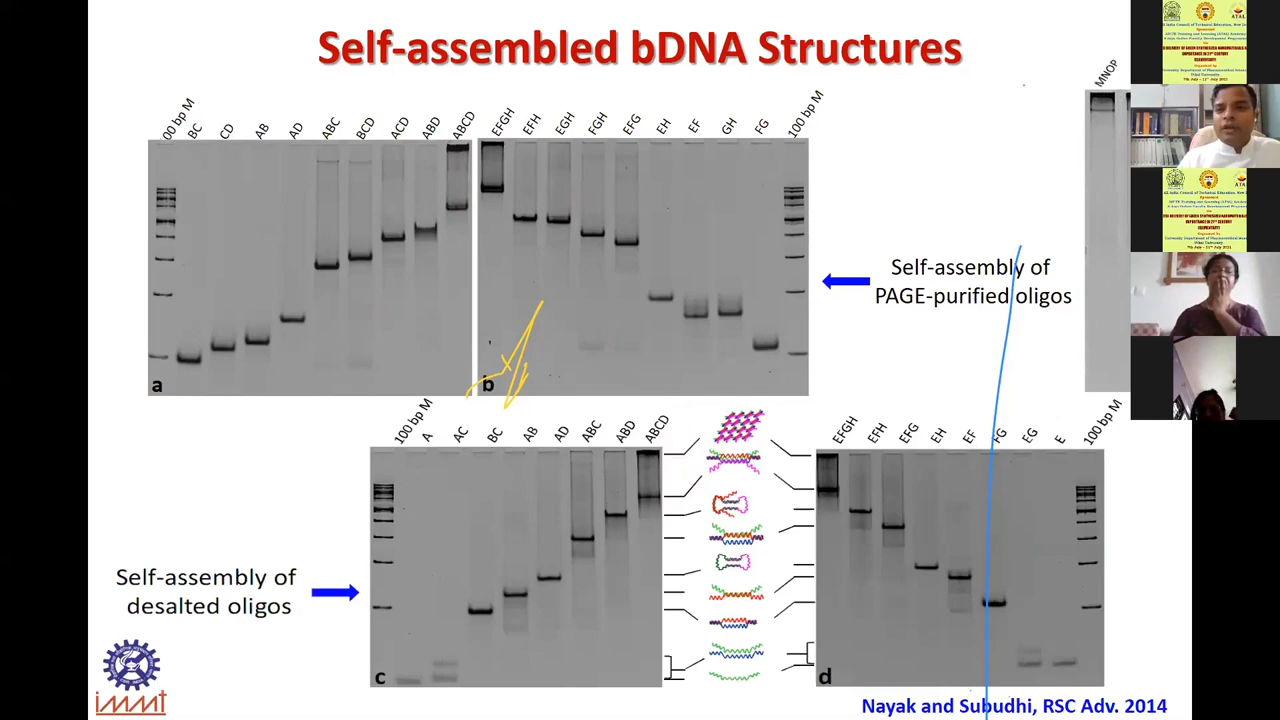 Self-assembled bDNA Structures
00 bp M
BC
CD
AB
AD
ABC
BCD
ACD
ABD
ABCD
EFGH
EFH
EGH
FGH
EFG
EH
EF
GH
FG
100 bp M
MNOP
a
b
Self-assembly of
PAGE-purified oligos
100 bp M
A
AC
BC
AB
AD
ABC
ABD
ABCD
EFGH
EFH
EFG
EH
EF
FG
EG
E
100 bp M
Self-assembly of
desalted oligos
c
d
immt
Nayak and Subudhi, RSC Adv. 2014